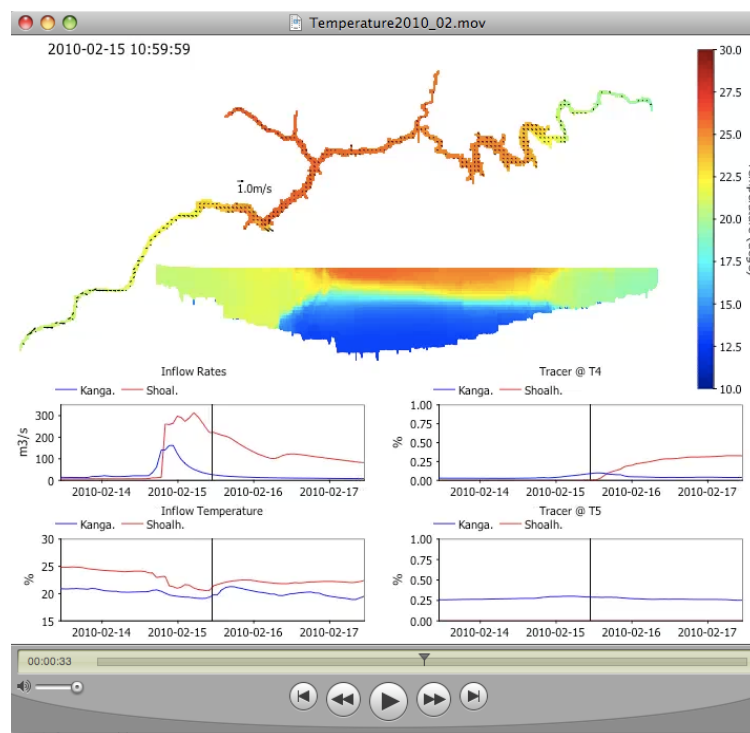 Temperature2010_02.mov
2010-02-15 10:59:59
1.0m/s
30.0
27.5
25.0
22.5
20.0
17.5
15.0
12.5
10.0
Inflow Rates
Kanga. Shoal.
m3/s
300
200
100
0
2010-02-14 2010-02-15 2010-02-16 2010-02-17
Tracer @ T4
Kanga. Shoalh.
%
1.00
0.75
0.50
0.25
0.00
2010-02-14 2010-02-15 2010-02-16 2010-02-17
Inflow Temperature
Kanga. Shoalh.
%
30
25
20
15
2010-02-14 2010-02-15 2010-02-16 2010-02-17
Tracer @ T5
Kanga. Shoalh.
%
1.00
0.75
0.50
0.25
0.00
2010-02-14 2010-02-15 2010-02-16 2010-02-17
00:00:33